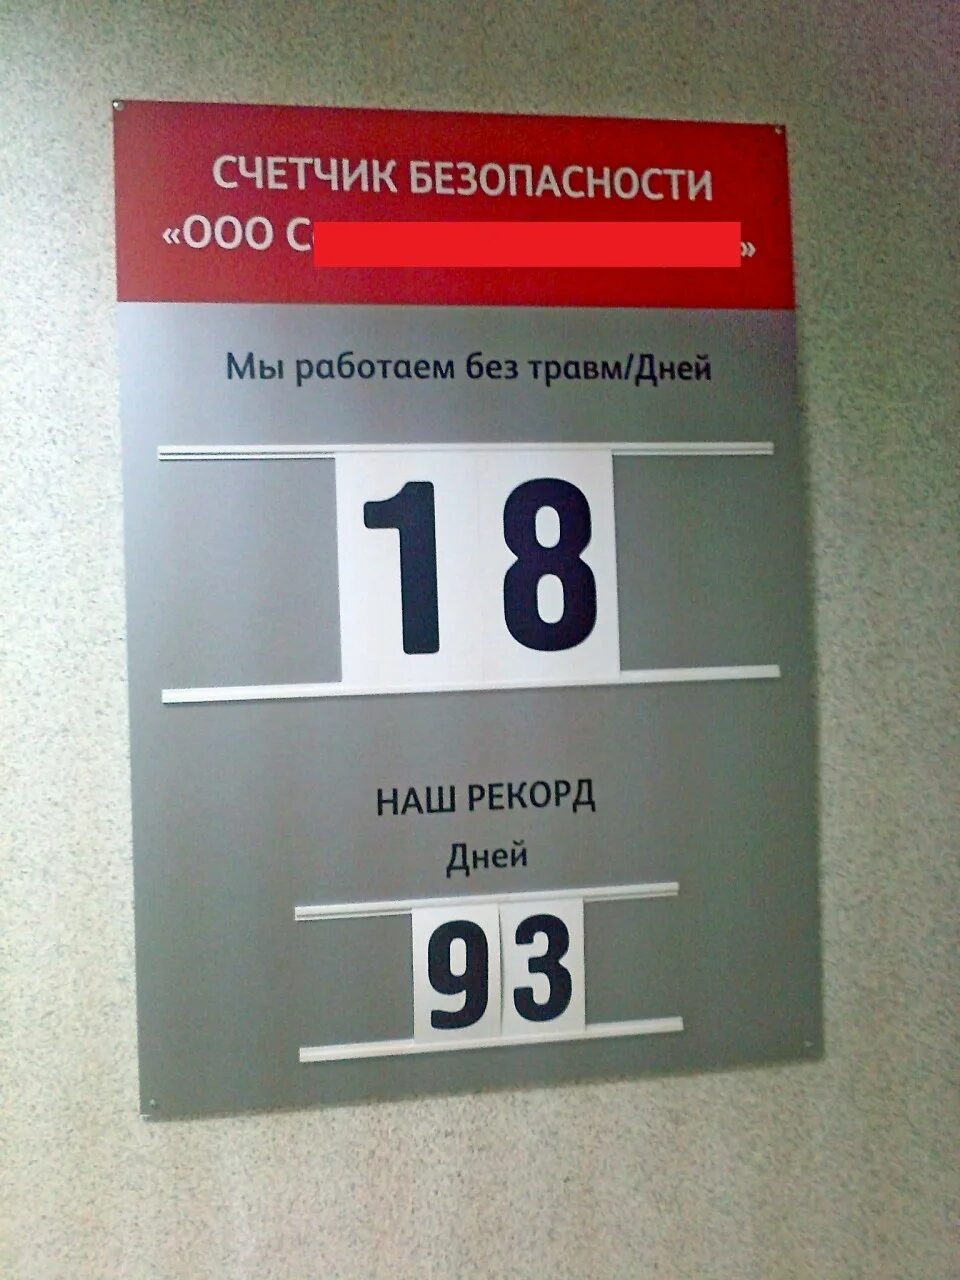 СЧЕТЧИК БЕЗОПАСНОСТИ
«ООО С »
Мы работаем без травм/Дней
18
НАШ РЕКОРД
Дней
93